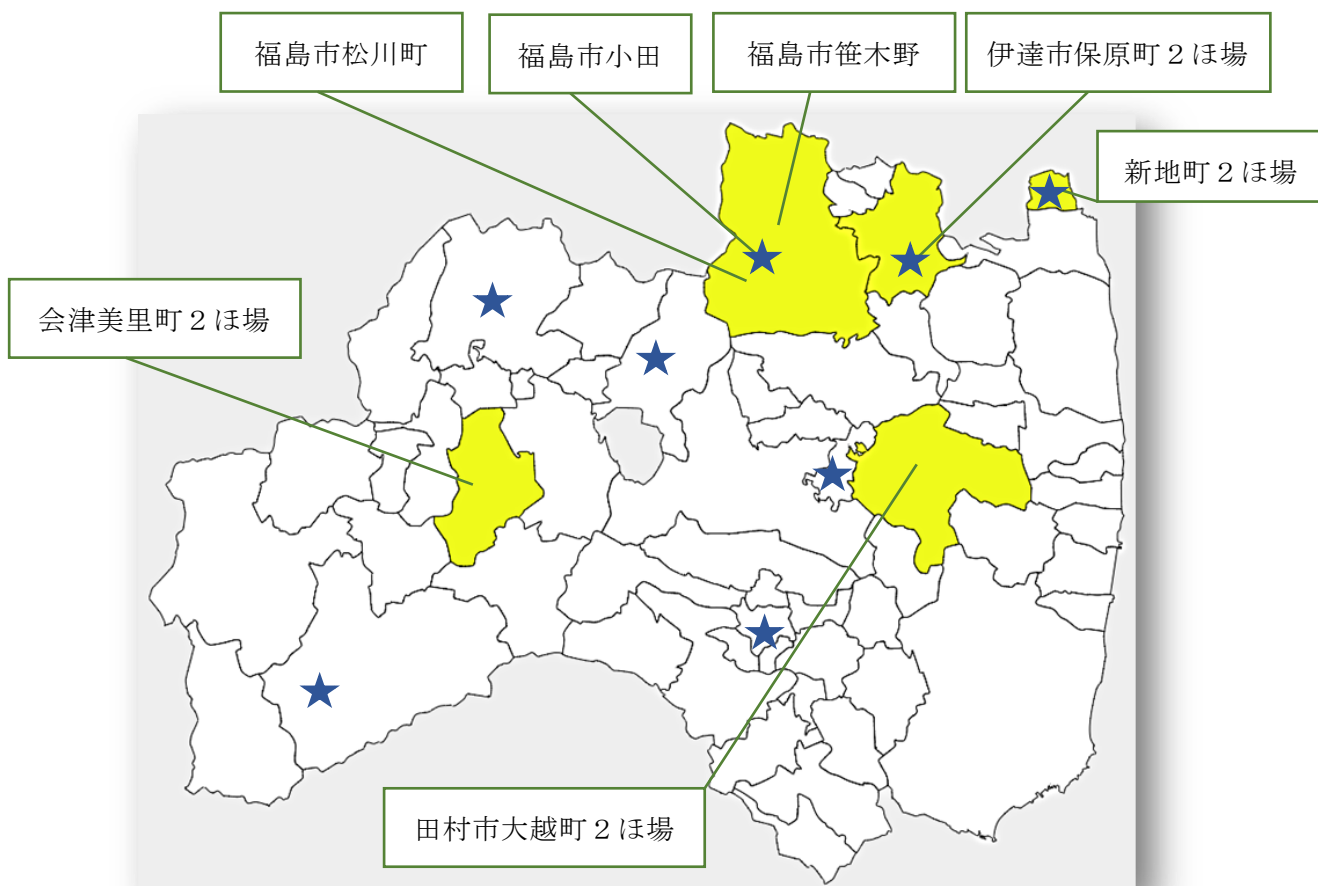 福島市松川町
福島市小田
福島市笹木野
伊達市保原町２ほ場
新地町２ほ場
会津美里町２ほ場
田村市大越町２ほ場